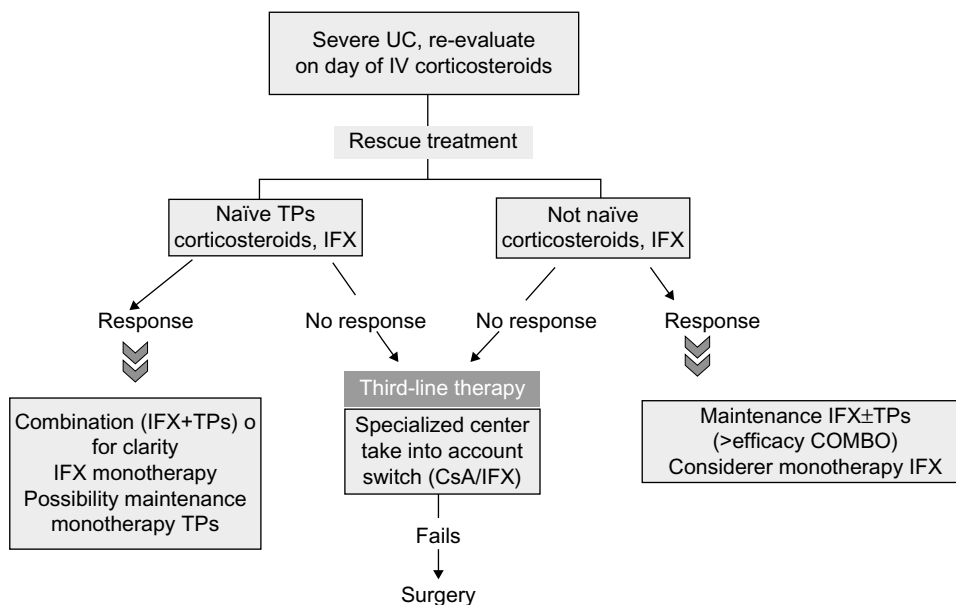 Severe UC, re-evaluate
on day of IV corticosteroids
Rescue treatment
Naïve TPs
corticosteroids, IFX
Not naïve
corticosteroids, IFX
Response
No response
No response
Response
Third-line therapy
Combination (IFX+TPs) o
for clarity
IFX monotherapy
Possibility maintenance
monotherapy TPs
Specialized center
take into account
switch (CsA/IFX)
Maintenance IFX±TPs
(>efficacy COMBO)
Considerer monotherapy IFX
Fails
Surgery